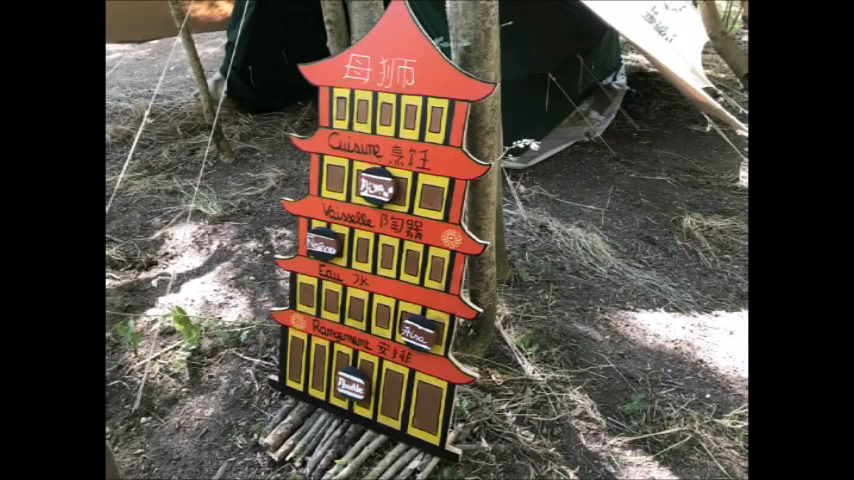 母狮
Cuisine 烹饪
Vaisselle 陶器
Eau 水
Rangement 安排